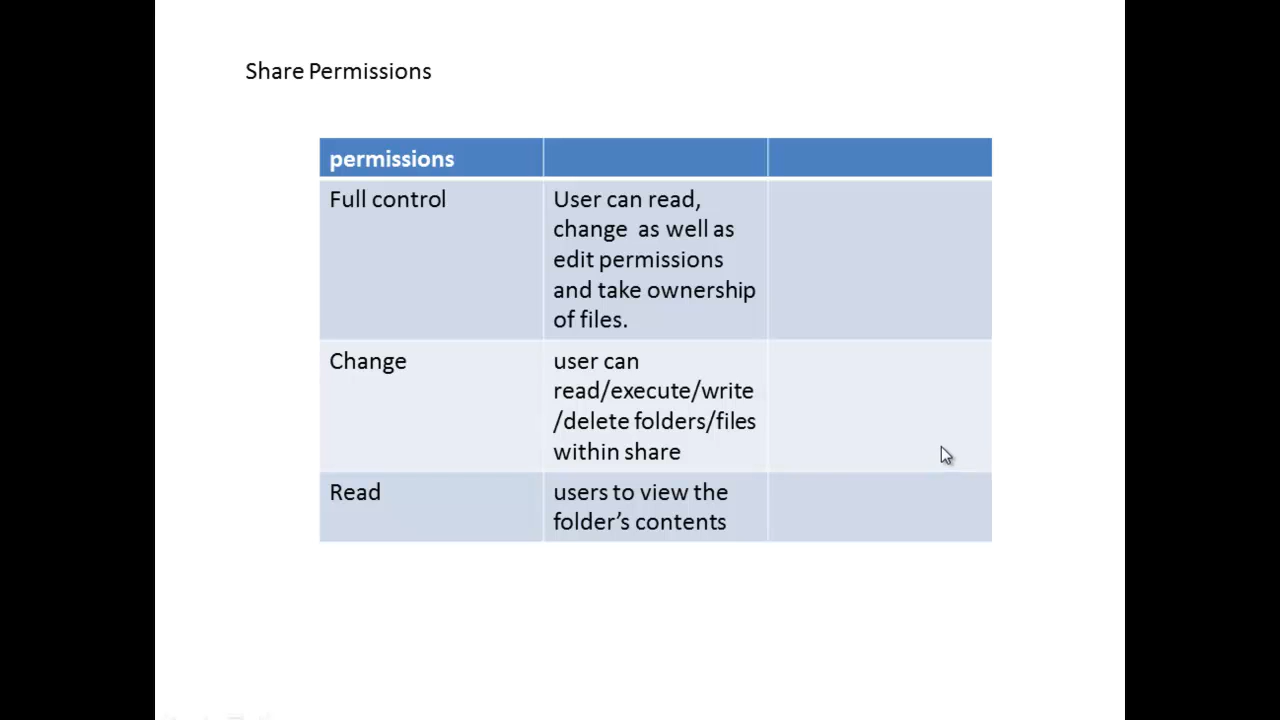 Share Permissions
permissions
Full control
User can read,
change as well as
edit permissions
and take ownership
of files.
Change
user can
read/execute/write
/delete folders/files
within share
Read
users to view the
folder’s contents